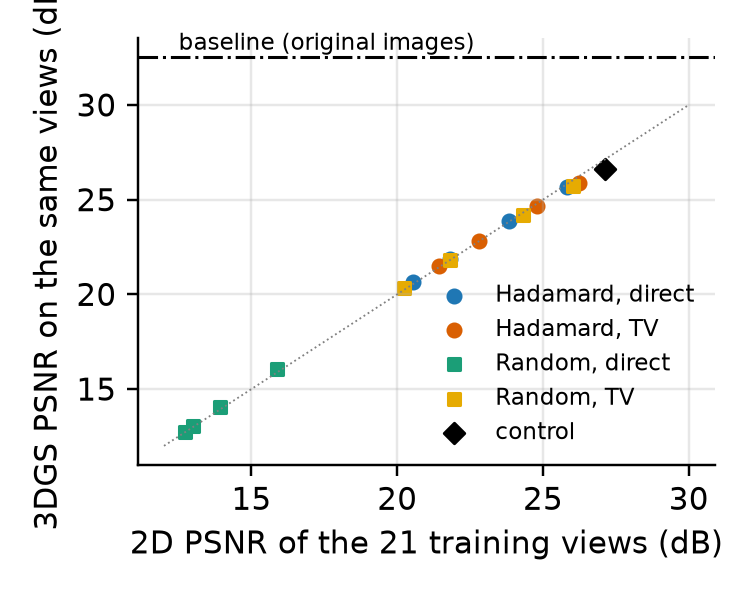 baseline (original images)
3DGS PSNR on the same views
30
25
20
15
Hadamard, direct
Hadamard, TV
Random, direct
Random, TV
control
15 20 25 30
2D PSNR of the 21 training views (dB)